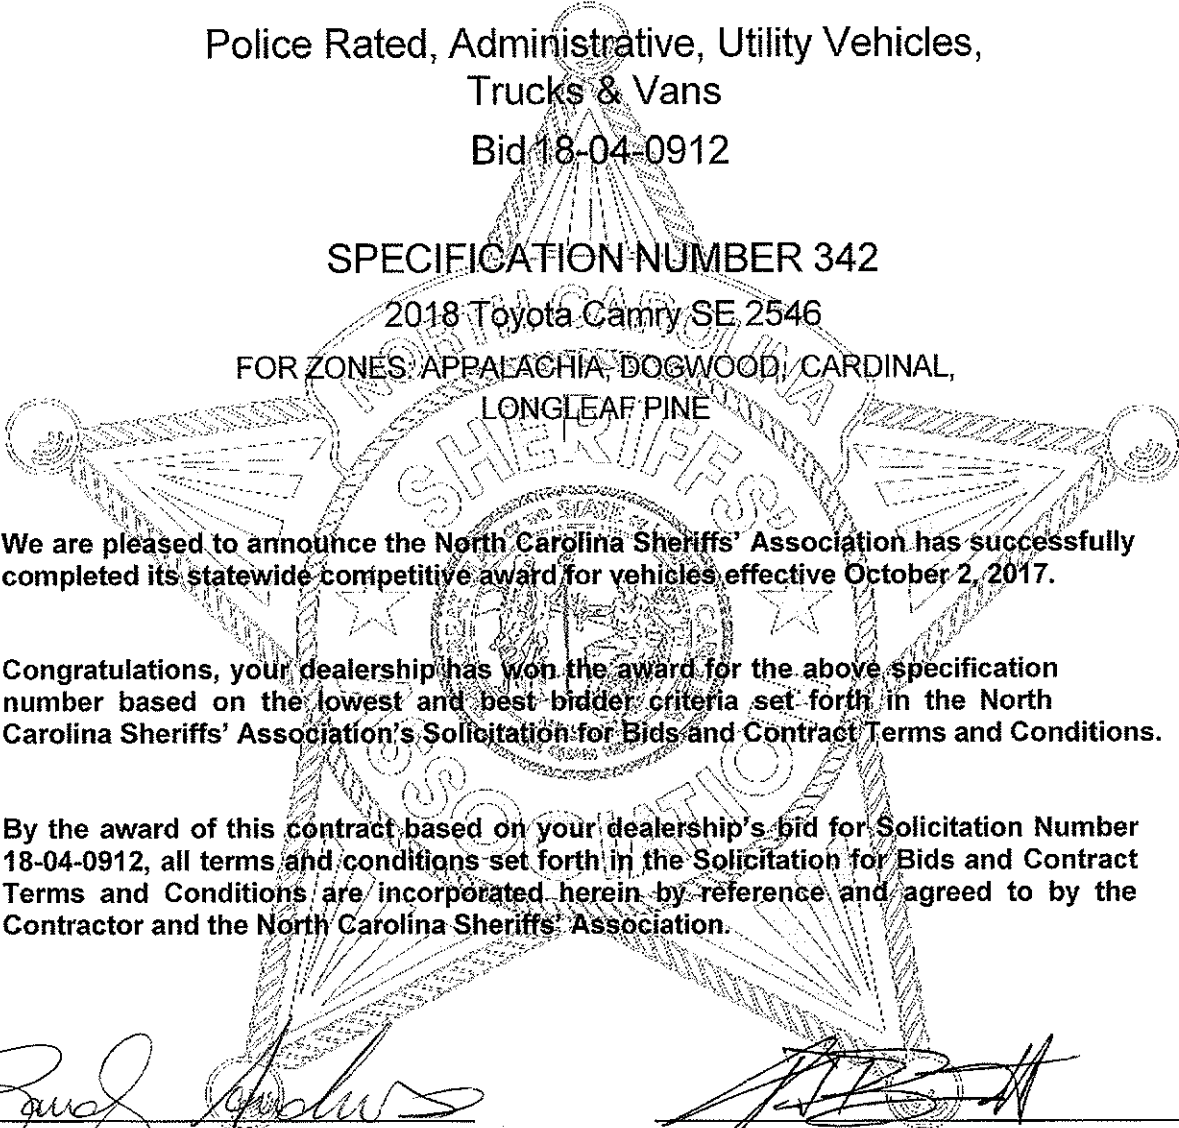 Police Rated, Administrative, Utility Vehicles,
Trucks & Vans
Bid 18-04-0912
SPECIFICATION NUMBER 342
2018 Toyota Camry SE 2546
FOR ZONES: APPALACHIA, DOGWOOD, CARDINAL,
LONGLEAF PINE
NORTH CAROLINA
SHERIFFS'
We are pleased to announce the North Carolina Sheriffs' Association has successfully
completed its statewide competitive award for vehicles effective October 2, 2017.
Congratulations, your dealership has won the award for the above specification
number based on the lowest and best bidder criteria set forth in the North
Carolina Sheriffs' Association's Solicitation for Bids and Contract Terms and Conditions.
ASSOCIATION
By the award of this contract based on your dealership's bid for Solicitation Number
18-04-0912, all terms and conditions set forth in the Solicitation for Bids and Contract
Terms and Conditions are incorporated herein by reference and agreed to by the
Contractor and the North Carolina Sheriffs' Association.